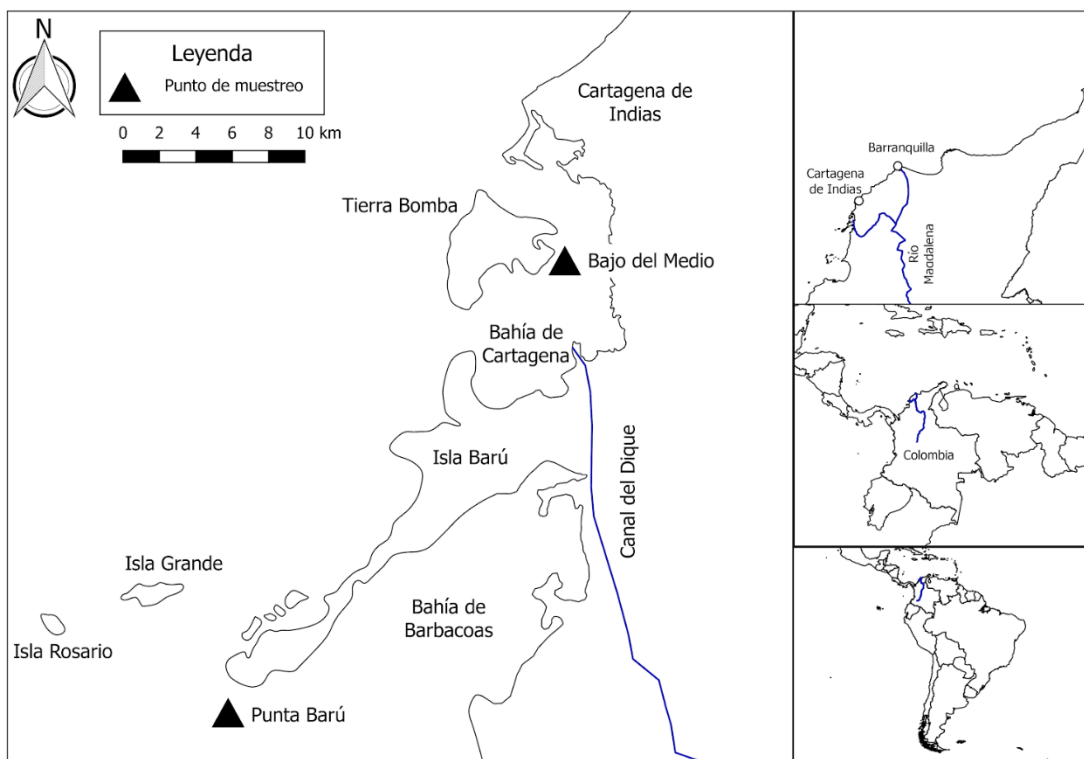 N
Leyenda
Punto de muestreo
0 2 4 6 8 10 km
Cartagena de
Indias
Tierra Bomba
Bajo del Medio
Bahía de
Cartagena
Isla Barú
Canal del Dique
Isla Grande
Bahía de
Barbacoas
Isla Rosario
Punta Barú
Barranquilla
Cartagena
de Indias
Río
Maodalena
Colombia